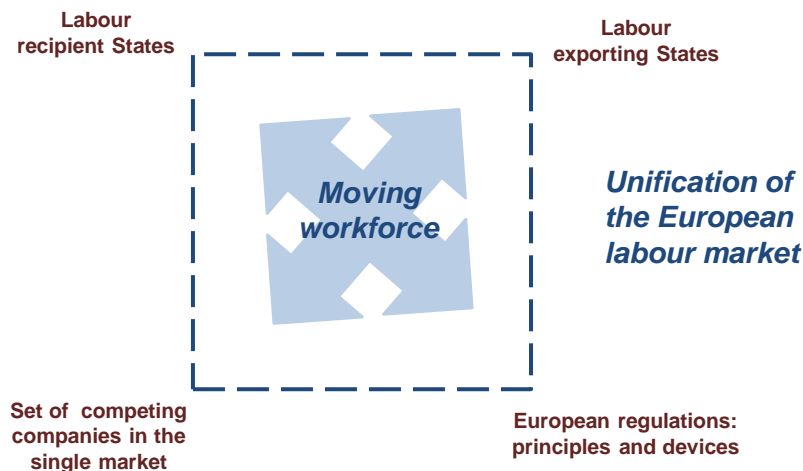 Labour
recipient States
Labour
exporting States
Moving
workforce
Unification of
the European
labour market
Set of competing
companies in the
single market
European regulations:
principles and devices